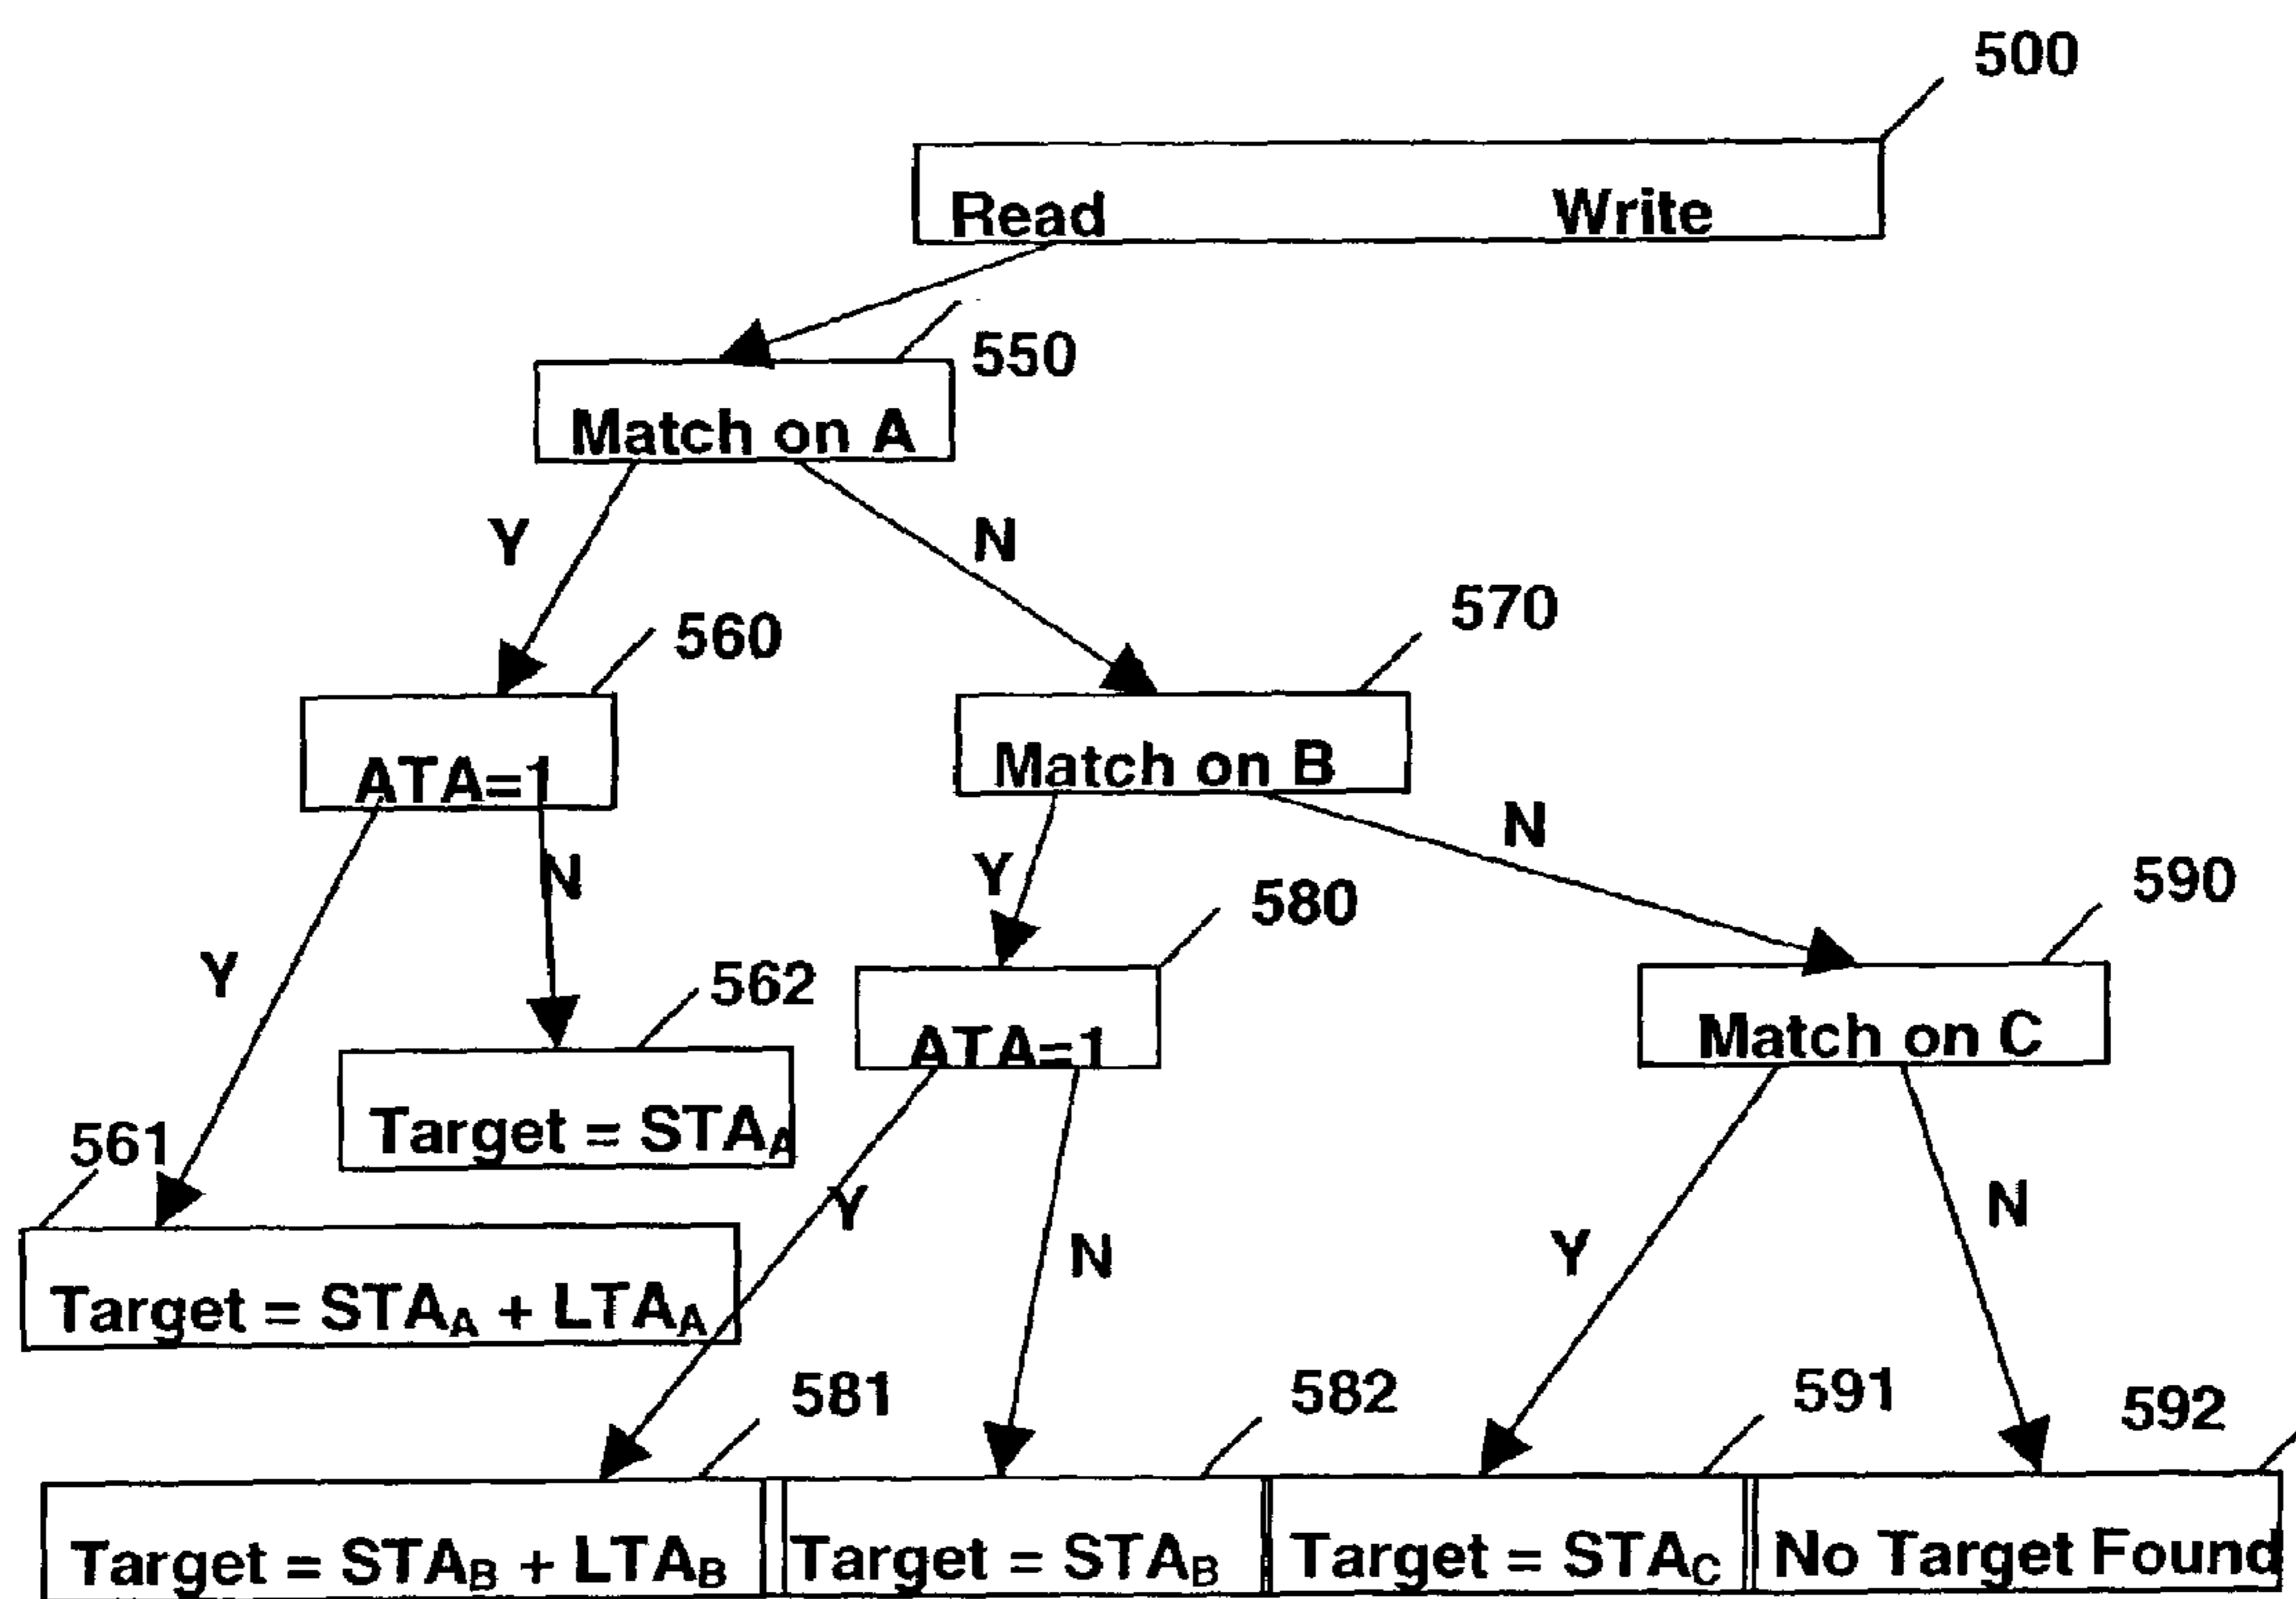 500
Read Write
550
Match on A
Y N
560
570
ATA=1
Match on B
N
Y
N
590
580
Y
562
Match on C
ATA=1
Target = STAA
561
Y
N
N
Y
Target = STAA + LTAA
581
582
591
592
Target = STAB + LTAB
Target = STAB
Target = STAC
No Target Found